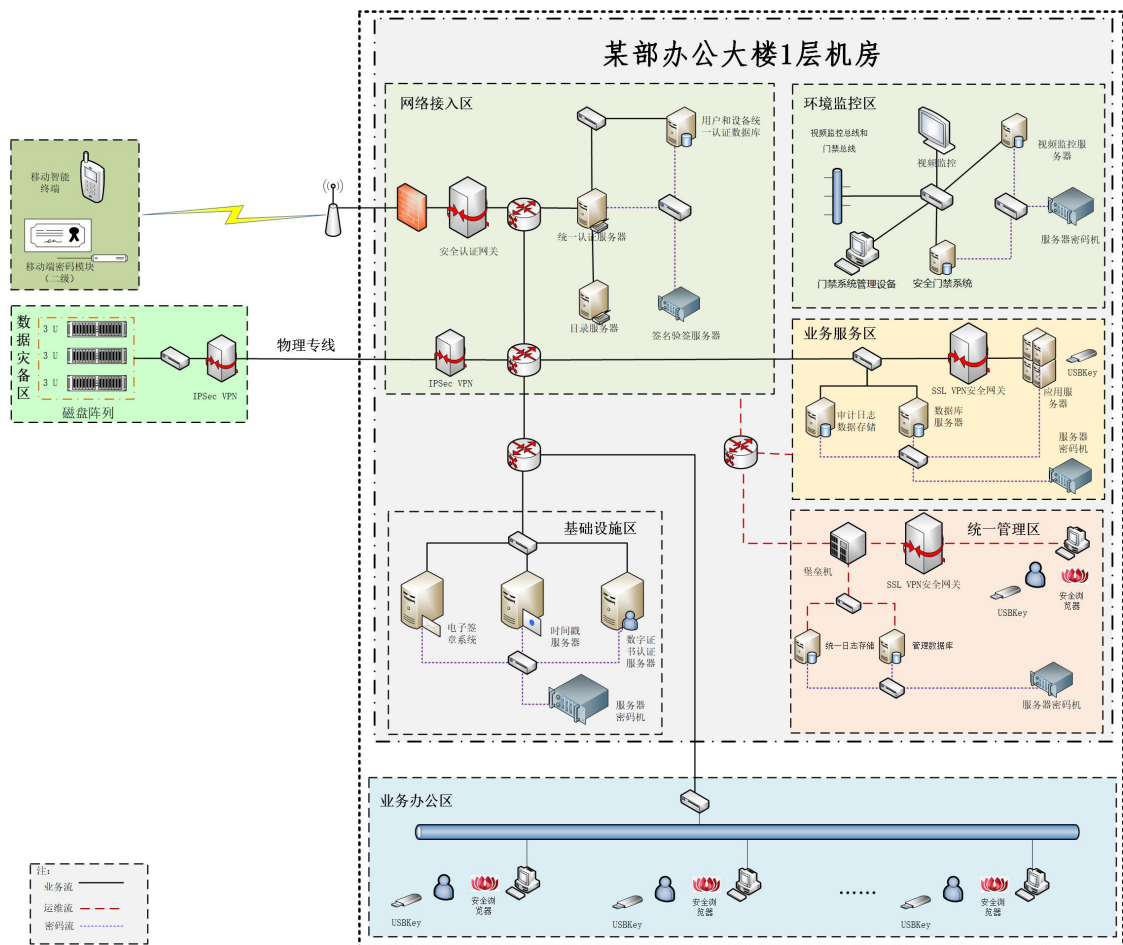 某部办公大楼1层机房
网络接入区
用户和设备统
一认证数据库
安全认证网关
统一认证服务器
目录服务器
签名验签服务器
IPSec VPN
环境监控区
视频监控总线和
门禁总线
视频监控
视频监控服
务器
服务器密码机
门禁系统管理设备
安全门禁系统
移动智能
终端
移动端密码模块
（二级）
数据灾备区
3 U
3 U
3 U
磁盘阵列
IPSec VPN
物理专线
业务服务区
SSL VPN安全网关
USBKey
应用服
务器
审计日志
数据存储
数据库
服务器
服务器
密码机
基础设施区
电子签
章系统
时间戳
服务器
数字证
书认证
服务器
服务器
密码机
统一管理区
堡垒机
SSL VPN安全网关
USBKey
安全浏
览器
统一日志存储
管理数据库
服务器密码机
业务办公区
USBKey
安全浏
览器
USBKey
安全浏
览器
……
USBKey
安全浏
览器
注：
业务流
运维流
密码流